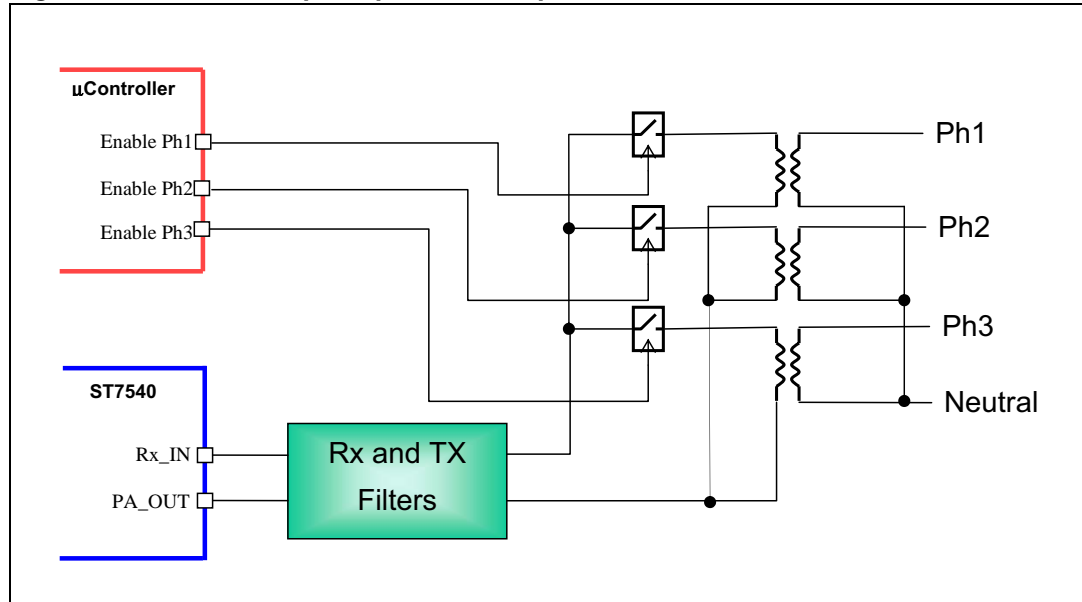 μController
Enable Ph1
Enable Ph2
Enable Ph3
ST7540
Rx_IN
PA_OUT
Rx and TX
Filters
Ph1
Ph2
Ph3
Neutral